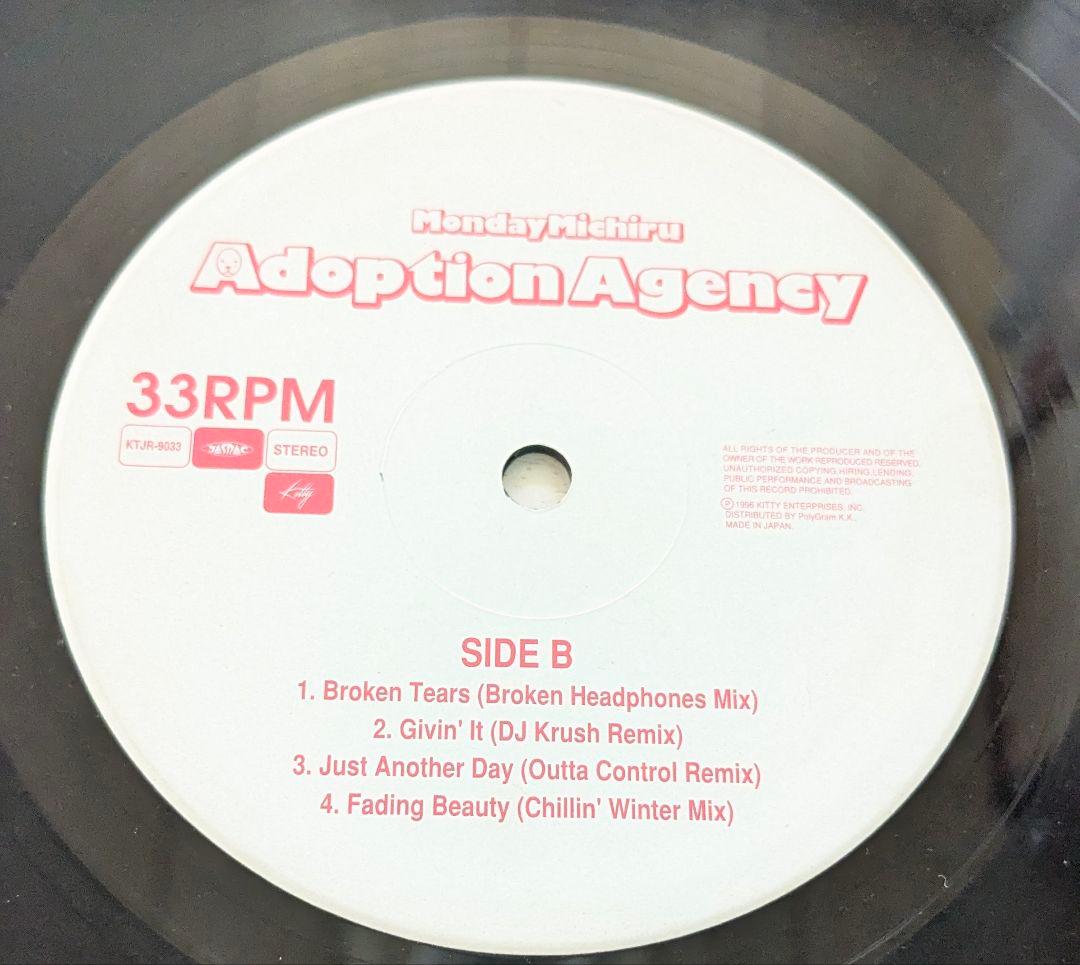 MondayMichiru
Adoption Agency
33RPM
KTJR-9033
JASRAC
STEREO
Kitty
ALL RIGHTS OF THE PRODUCER AND OF THE
OWNER OF THE WORK REPRODUCED RESERVED.
UNAUTHORIZED COPYING, HIRING, LENDING,
PUBLIC PERFORMANCE AND BROADCASTING
OF THIS RECORD PROHIBITED.
Ⓟ 1996 KITTY ENTERPRISES, INC.
DISTRIBUTED BY PolyGram K.K.,
MADE IN JAPAN.
SIDE B
1. Broken Tears (Broken Headphones Mix)
2. Givin' It (DJ Krush Remix)
3. Just Another Day (Outta Control Remix)
4. Fading Beauty (Chillin' Winter Mix)